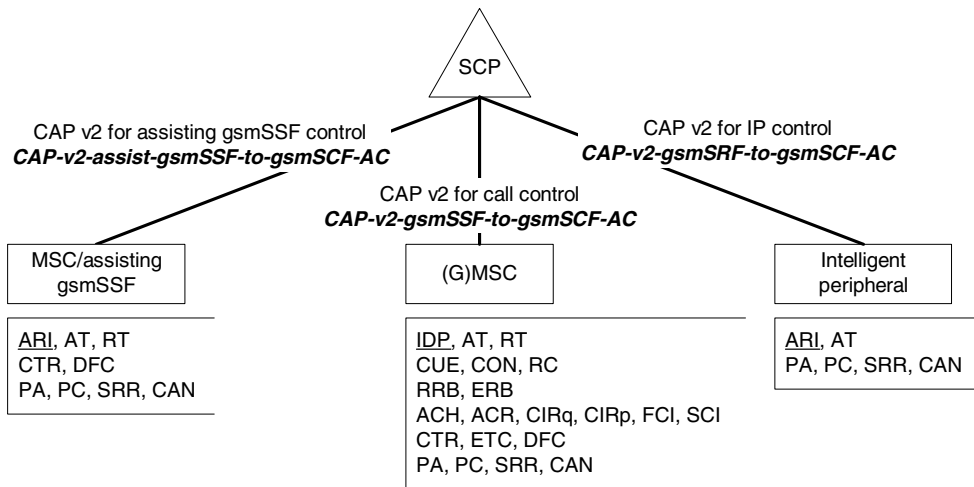 SCP
CAP v2 for assisting gsmSSF control
CAP-v2-assist-gsmSSF-to-gsmSCF-AC
CAP v2 for IP control
CAP-v2-gsmSRF-to-gsmSCF-AC
CAP v2 for call control
CAP-v2-gsmSSF-to-gsmSCF-AC
MSC/assisting
gsmSSF
(G)MSC
Intelligent
peripheral
ARI, AT, RT
CTR, DFC
PA, PC, SRR, CAN
IDP, AT, RT
CUE, CON, RC
RRB, ERB
ACH, ACR, CIRq, CIRp, FCI, SCI
CTR, ETC, DFC
PA, PC, SRR, CAN
ARI, AT
PA, PC, SRR, CAN